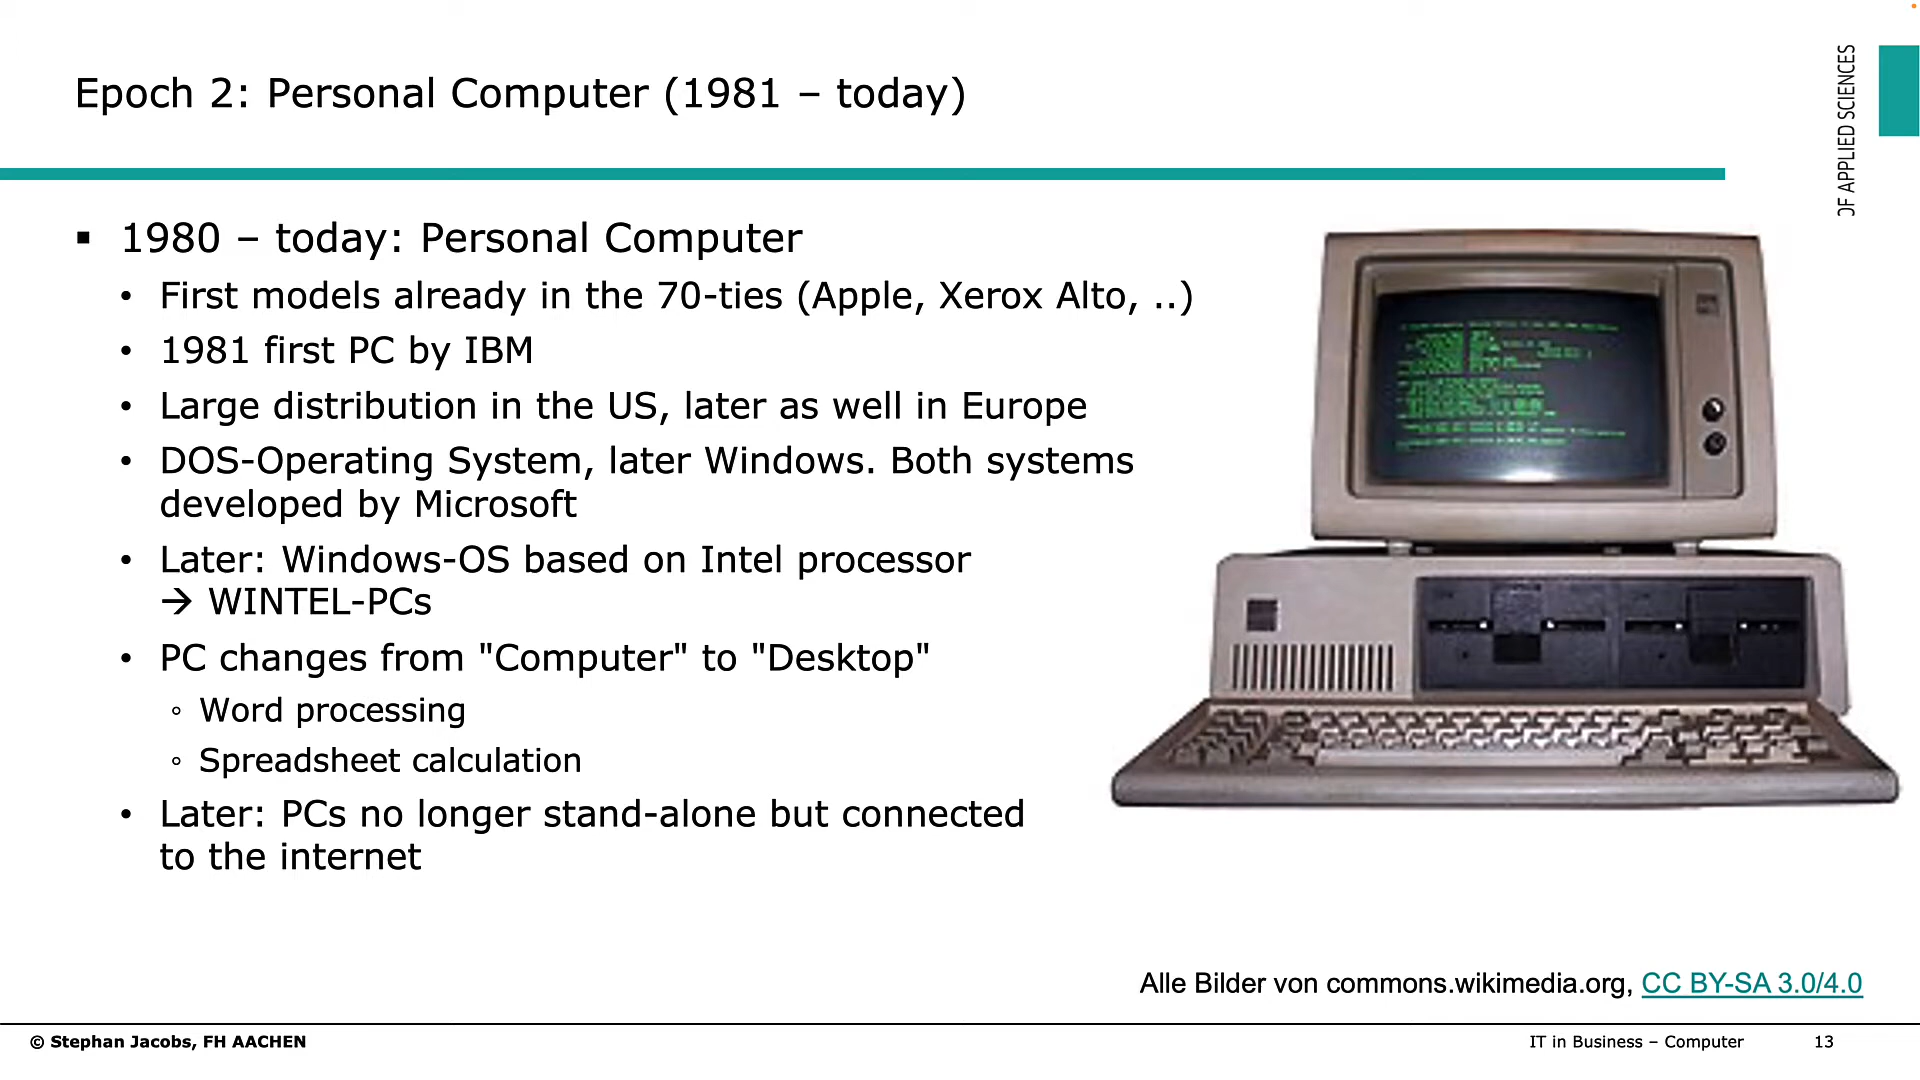 Epoch 2: Personal Computer (1981 – today)
OF APPLIED SCIENCES
▪ 1980 – today: Personal Computer
• First models already in the 70-ties (Apple, Xerox Alto, ..)
• 1981 first PC by IBM
• Large distribution in the US, later as well in Europe
• DOS-Operating System, later Windows. Both systems
developed by Microsoft
• Later: Windows-OS based on Intel processor
→ WINTEL-PCs
• PC changes from "Computer" to "Desktop"
◦ Word processing
◦ Spreadsheet calculation
• Later: PCs no longer stand-alone but connected
to the internet
Alle Bilder von commons.wikimedia.org, CC BY-SA 3.0/4.0
© Stephan Jacobs, FH AACHEN
IT in Business – Computer 13